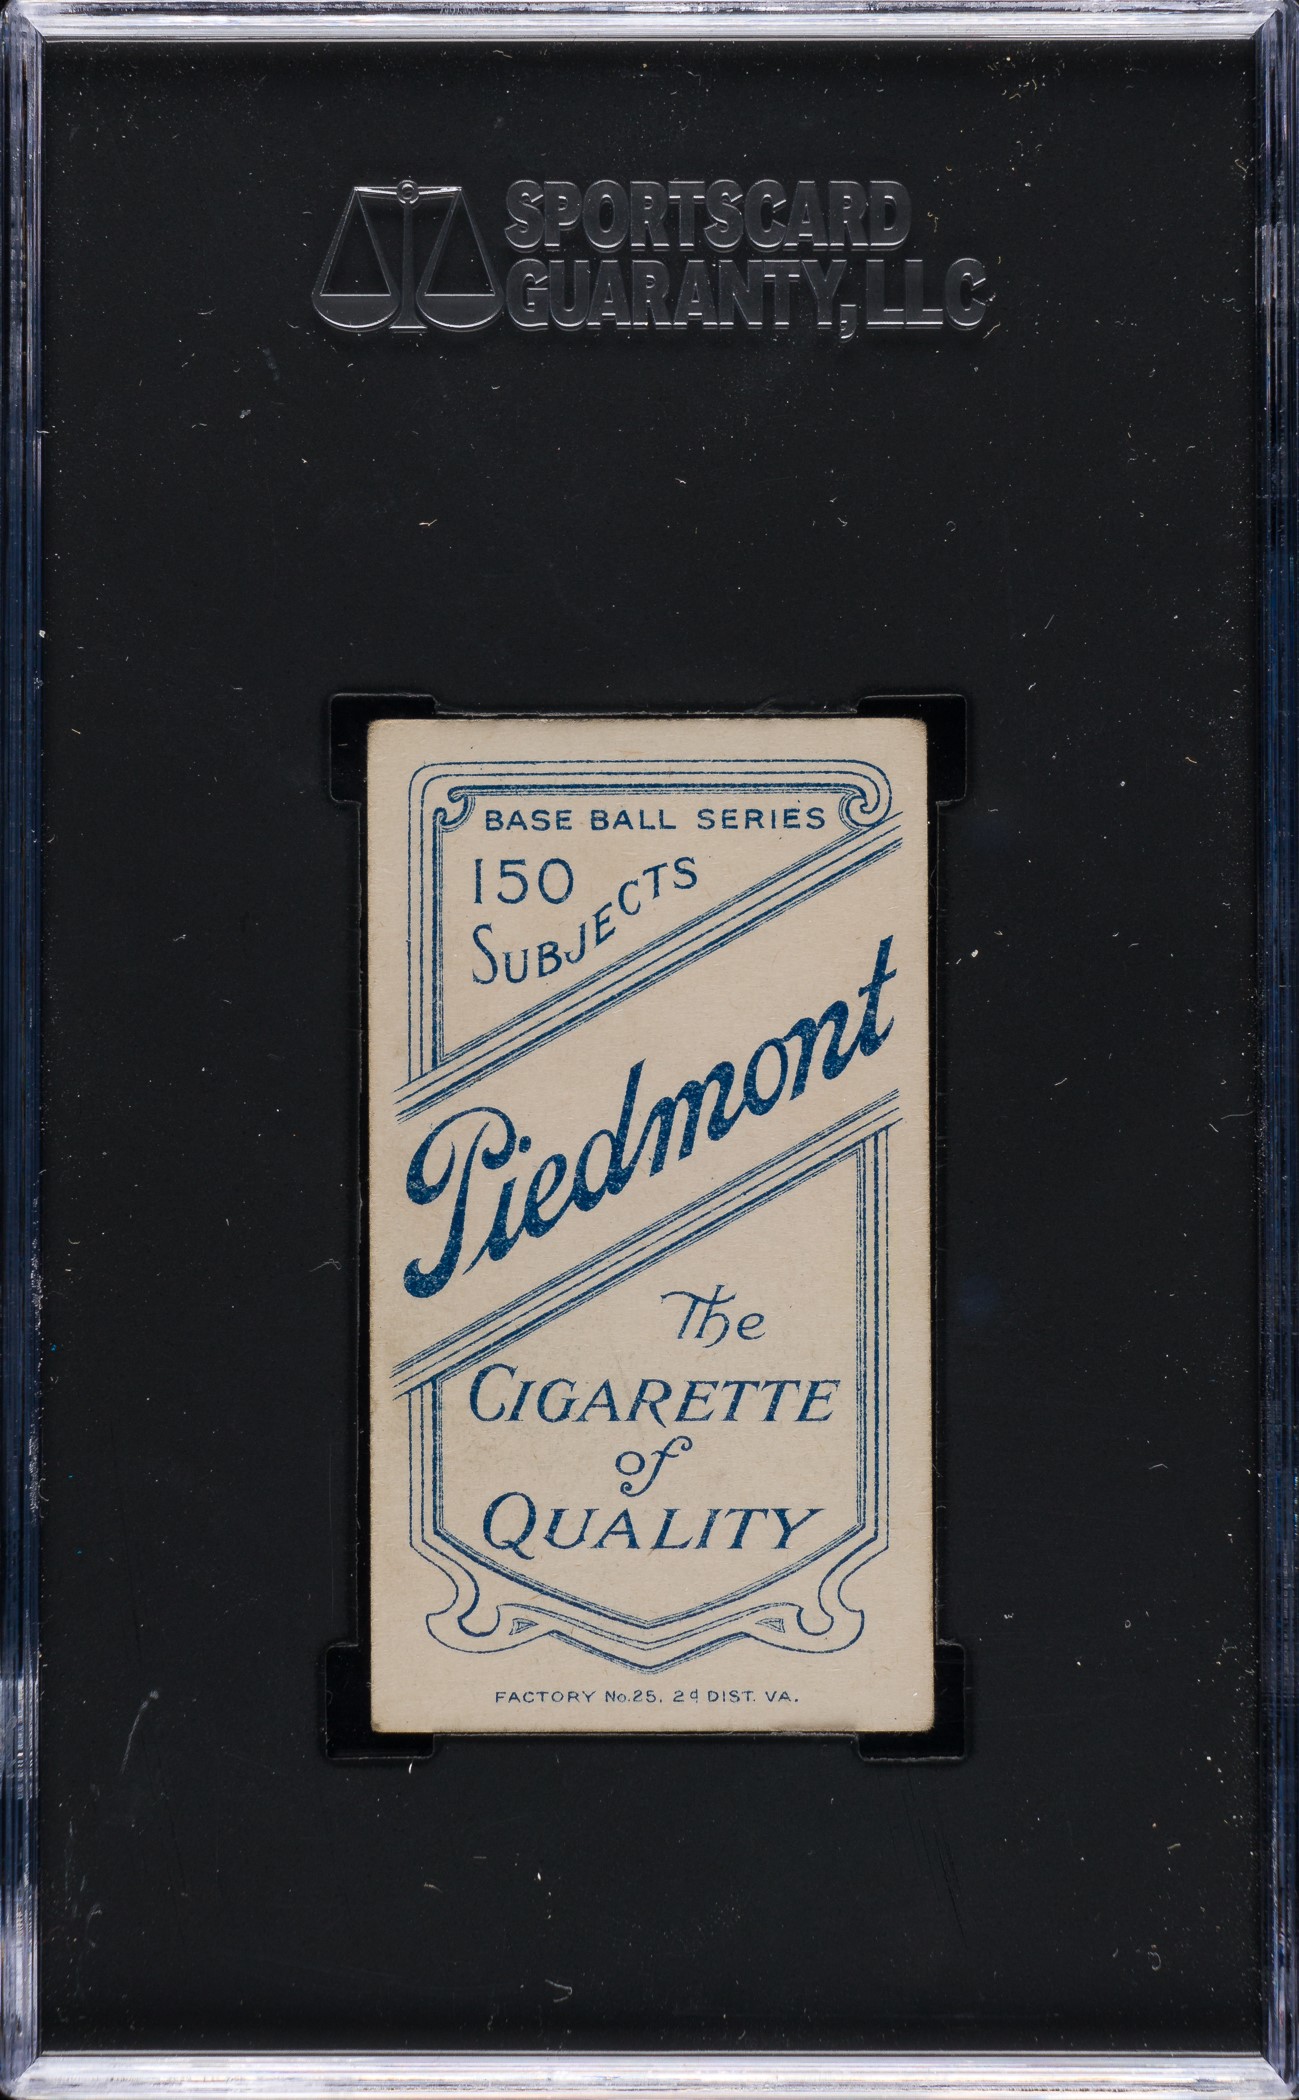 SPORTSCARD
GUARANTY, LLC
BASE BALL SERIES
150
SUBJECTS
Piedmont
The
CIGARETTE
of
QUALITY
FACTORY No. 25, 2d DIST. VA.